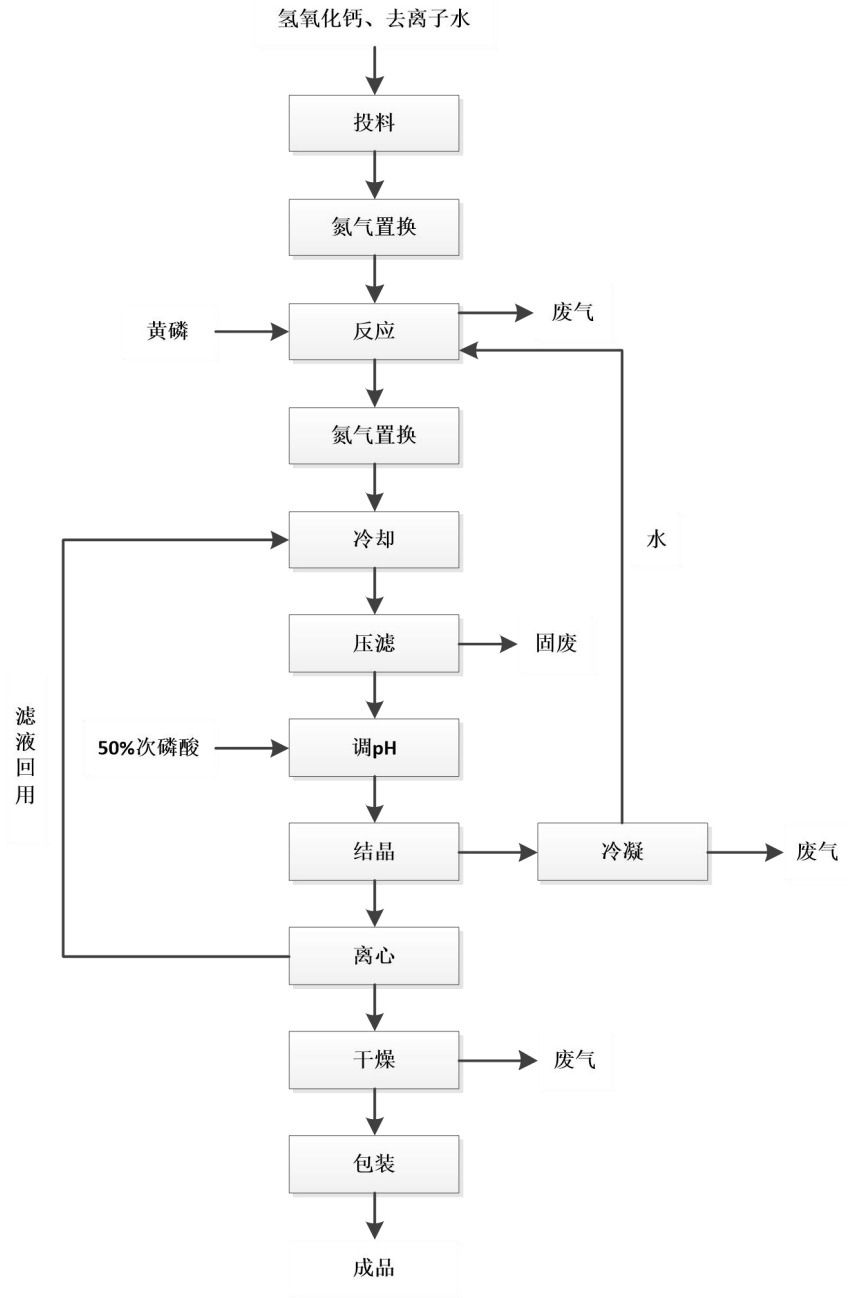 氢氧化钙、去离子水
投料
氮气置换
黄磷
反应
废气
氮气置换
冷却
水
压滤
固废
滤液回用
50%次磷酸
调pH
结晶
冷凝
废气
离心
干燥
废气
包装
成品